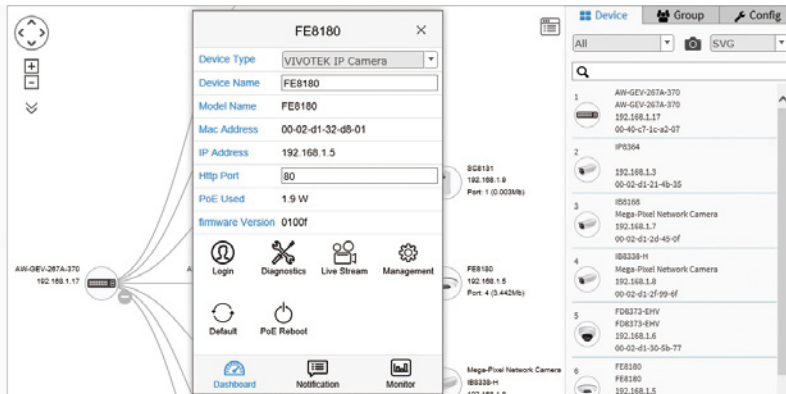 FE8180
Device Type VIVOTEK IP Camera
Device Name FE8180
Model Name FE8180
Mac Address 00-02-d1-32-d8-01
IP Address 192.168.1.5
Http Port 80
PoE Used 1.9 W
firmware Version 0100f
Login Diagnostics Live Stream Management
Default PoE Reboot
Dashboard Notification Monitor
AW-GEV-267A-370
192.168.1.17
A
SC8131
192.168.1.9
Port: 1 (0.003Mb)
FE8180
192.168.1.5
Port: 4 (3.442Mb)
Mega-Pixel Network Camera
IB8338-H
Device Group Config
All SVG
1
AW-GEV-267A-370
AW-GEV-267A-370
192.168.1.17
00-40-c7-1c-a2-07
2
IP8364
192.168.1.3
00-02-d1-21-4b-35
3
IB8168
Mega-Pixel Network Camera
192.168.1.7
00-02-d1-2d-45-0f
4
IB8338-H
Mega-Pixel Network Camera
192.168.1.8
00-02-d1-2f-99-6f
5
FD8373-EHV
FD8373-EHV
192.168.1.6
00-02-d1-30-5b-77
6
FE8180
FE8180
192.168.1.5